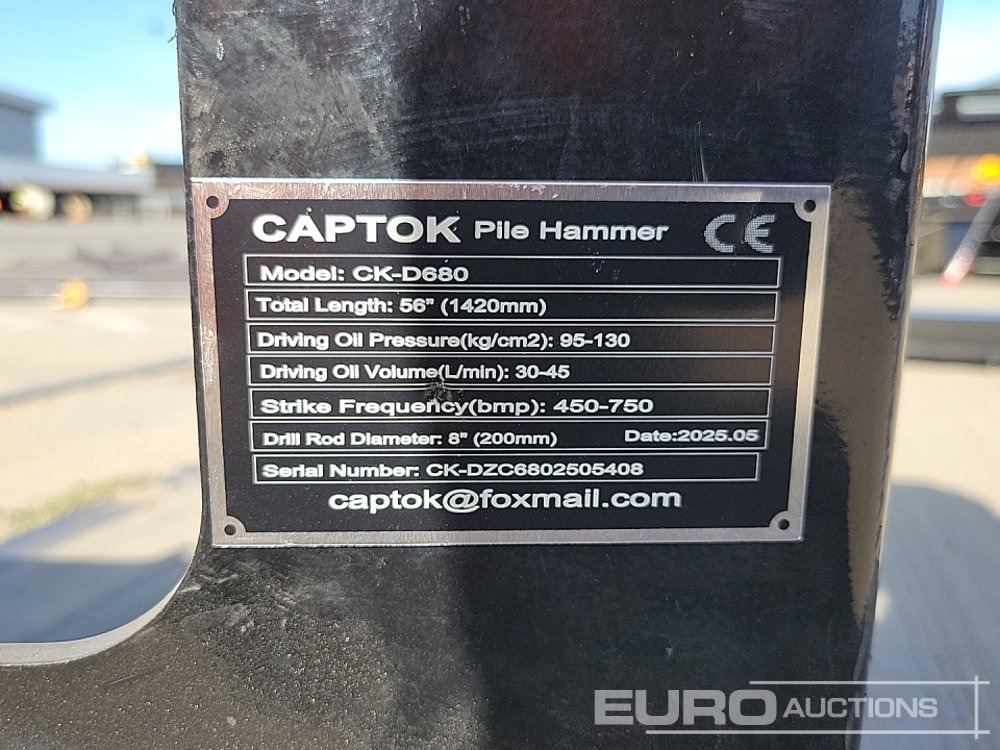 CAPTOK Pile Hammer CE
Model: CK-D680
Total Length: 56" (1420mm)
Driving Oil Pressure(kg/cm2): 95-130
Driving Oil Volume(L/min): 30-45
Strike Frequency(bmp): 450-750
Drill Rod Diameter: 8" (200mm) Date:2025.05
Serial Number: CK-DZC6802505408
captok@foxmail.com
EURO AUCTIONS